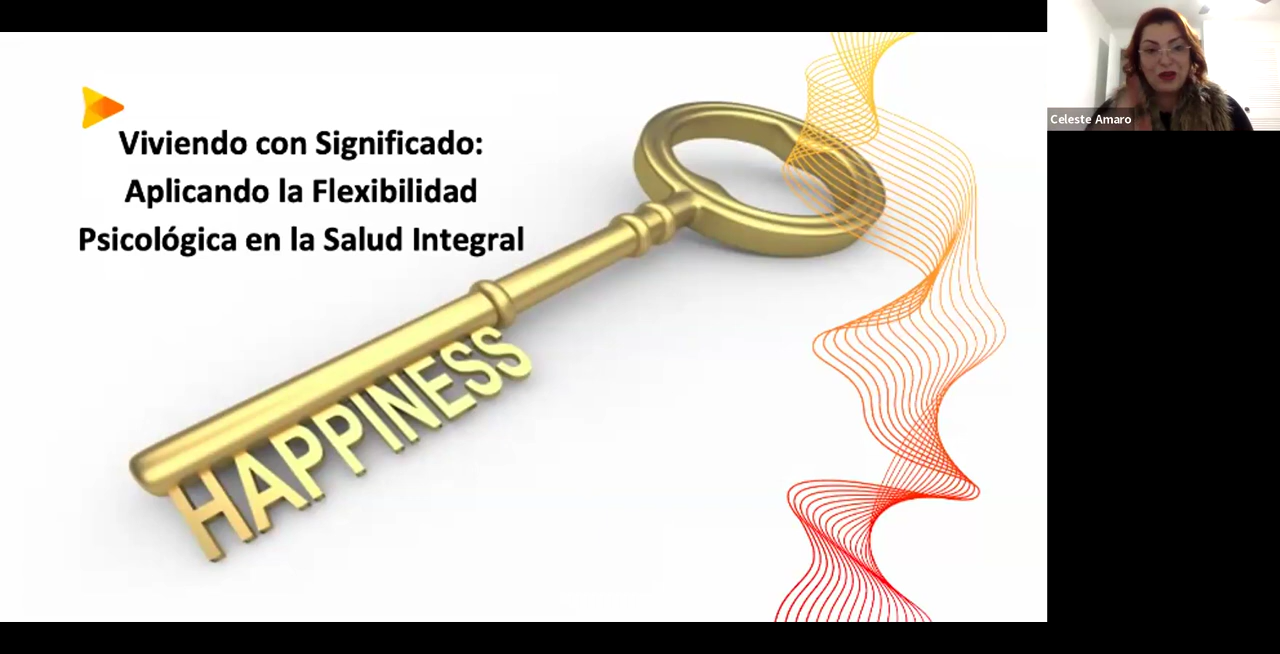 Viviendo con Significado:
Aplicando la Flexibilidad
Psicológica en la Salud Integral
HAPPINESS
Celeste Amaro